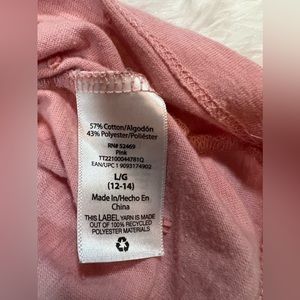 57% Cotton/Algodón
43% Polyester/Poliéster
RN# 52469
Pink
TT22100044781Q
EAN/UPC 1 9093174902
L/G
(12-14)
Made In/Hecho En
China
THIS LABEL YARN IS MADE
OUT OF 100% RECYCLED
POLYESTER MATERIALS